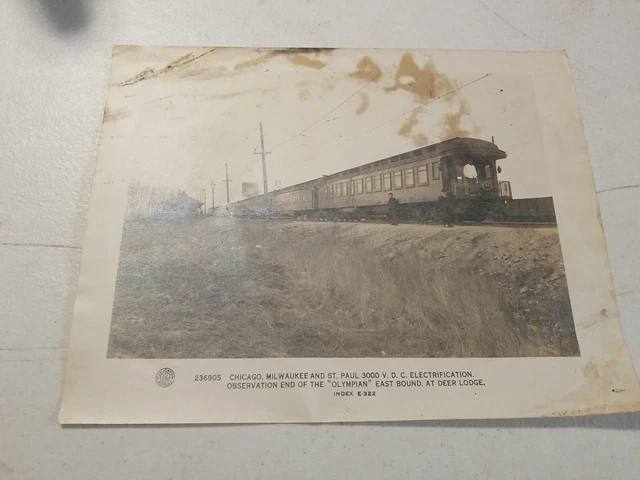 236905 CHICAGO, MILWAUKEE AND ST. PAUL 3000 V. D. C. ELECTRIFICATION.
OBSERVATION END OF THE "OLYMPIAN" EAST BOUND, AT DEER LODGE.
INDEX E-322